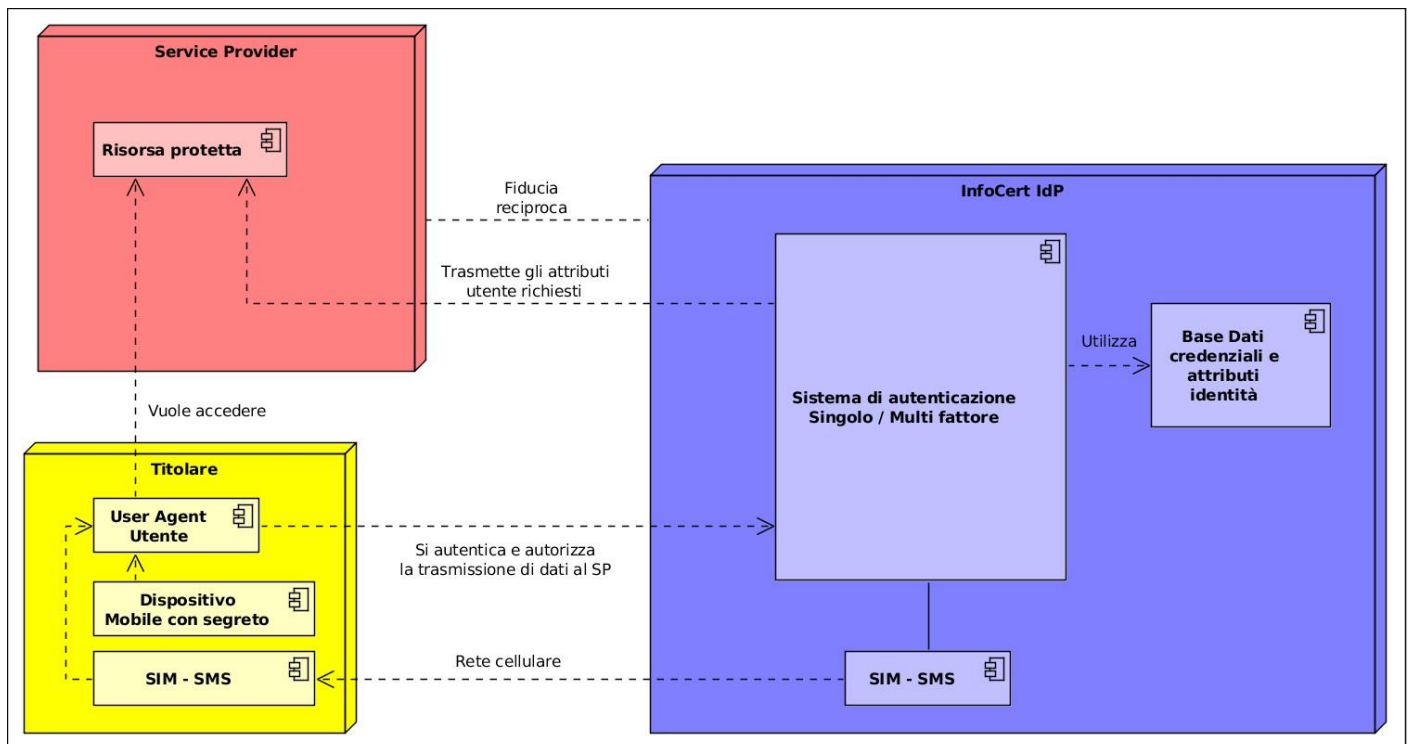 Service Provider
Risorsa protetta
Fiducia
reciproca
InfoCert IdP
Trasmette gli attributi
utente richiesti
Sistema di autenticazione
Singolo / Multi fattore
Utilizza
Base Dati
credenziali e
attributi
identità
Vuole accedere
Titolare
User Agent
Utente
Si autentica e autorizza
la trasmissione di dati al SP
Dispositivo
Mobile con segreto
SIM - SMS
Rete cellulare
SIM - SMS